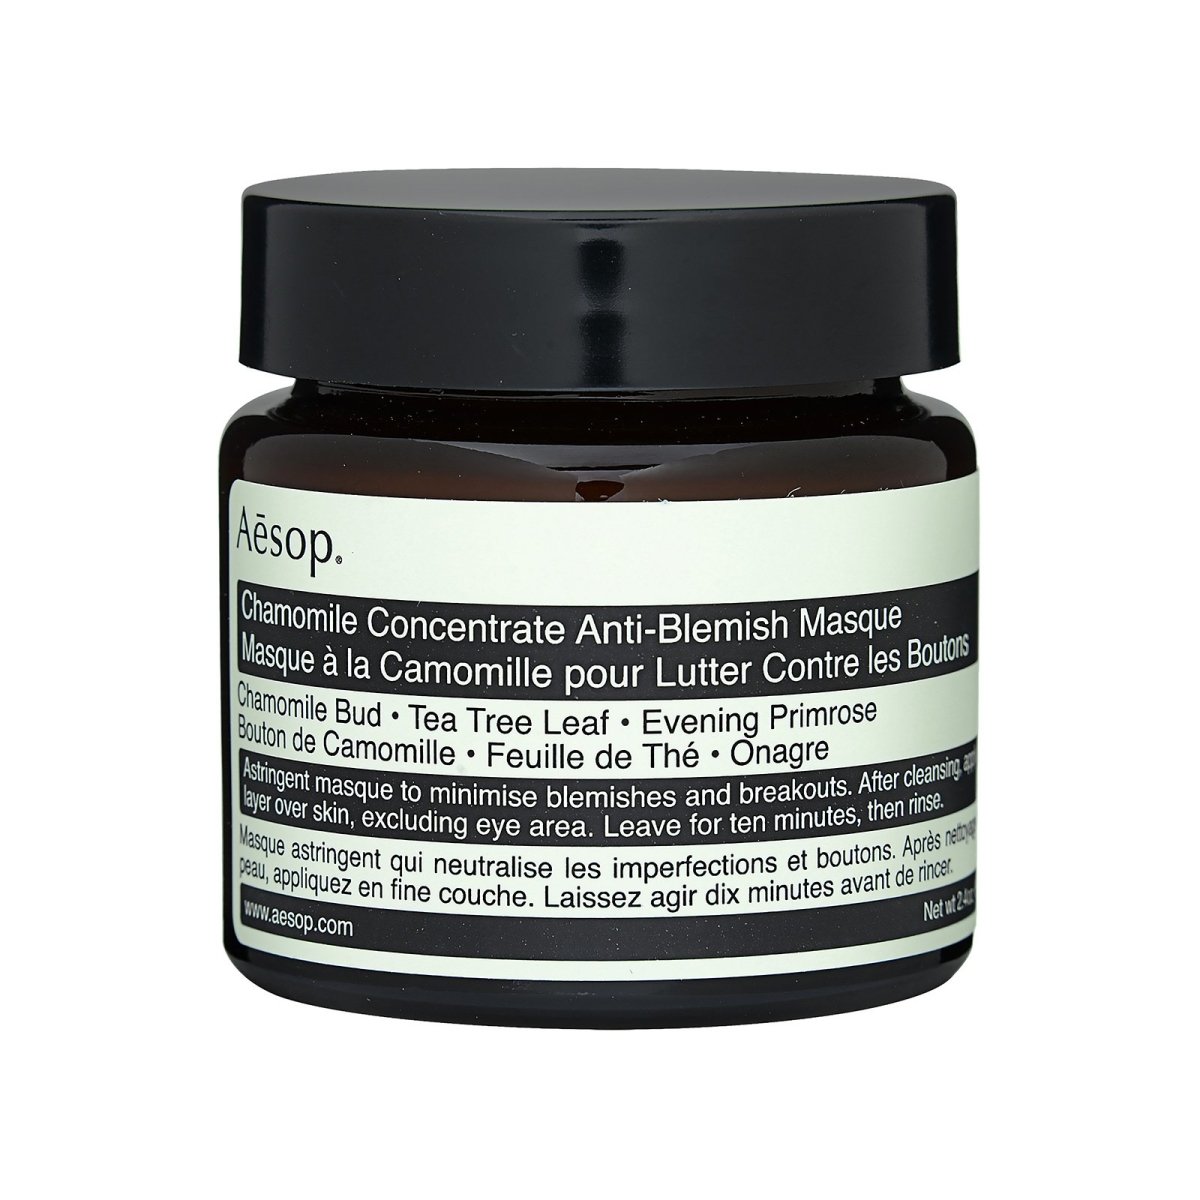 Aēsop®
Chamomile Concentrate Anti-Blemish Masque
Masque à la Camomille pour Lutter Contre les Boutons
Chamomile Bud • Tea Tree Leaf • Evening Primrose
Bouton de Camomille • Feuille de Thé • Onagre
Astringent masque to minimise blemishes and breakouts. After cleansing,
layer over skin, excluding eye area. Leave for ten minutes, then rinse.
Masque astringent qui neutralise les imperfections et boutons. Après
peau, appliquez en fine couche. Laissez agir dix minutes avant de rincer.
www.aesop.com
Net wt 2.4oz